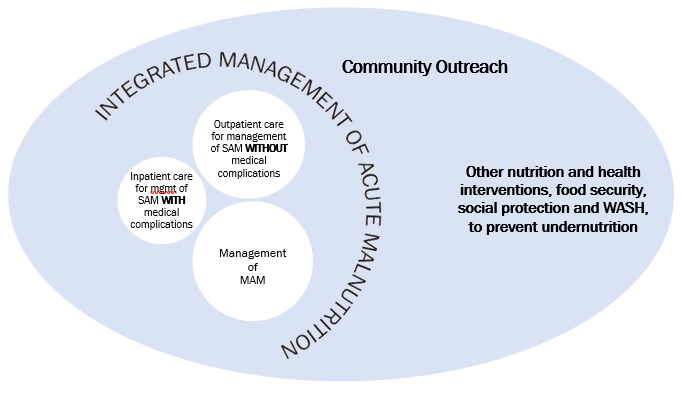 Community Outreach
INTEGRATED MANAGEMENT OF ACUTE MALNUTRITION
Outpatient care
for management
of SAM WITHOUT
medical
complications
Inpatient care
for mgmt of
SAM WITH
medical
complications
Management
of
MAM
Other nutrition and health
interventions, food security,
social protection and WASH,
to prevent undernutrition